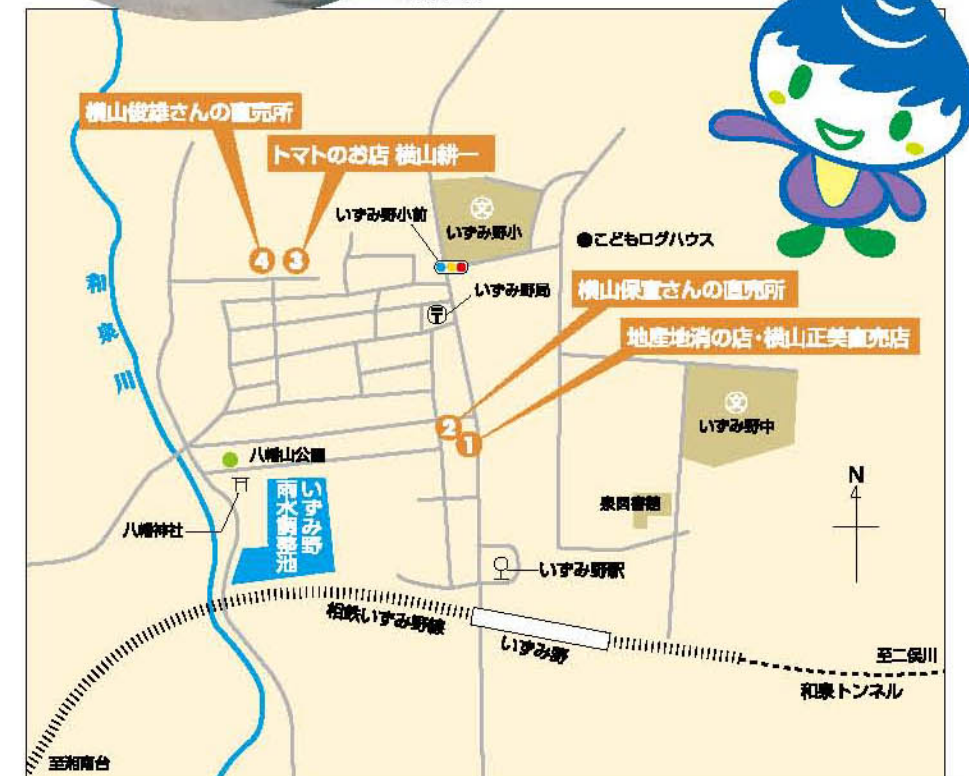 横山俊雄さんの直売所
トマトのお店 横山耕一
いずみ野小前
文
いずみ野小
●こどもログハウス
4
3
和泉川
いずみ野局
〒
横山保重さんの直売所
地産地消の店・横山正美直売店
2
1
文
いずみ野中
八幡山公園
いずみ野
雨水調整池
泉図書館
N
八幡神社
いずみ野駅
相鉄いずみ野線
いずみ野
至二俣川
和泉トンネル
至湘南台